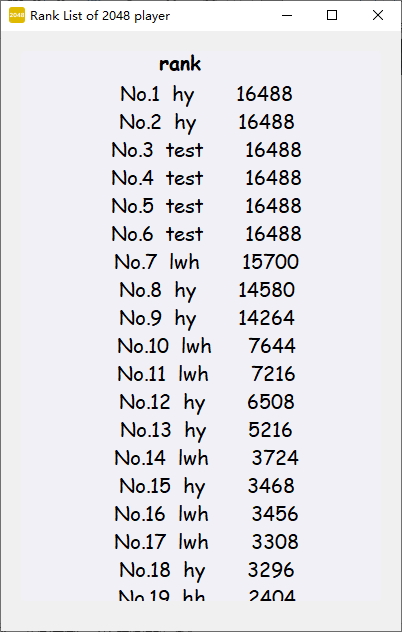 2048 Rank List of 2048 player
rank
No.1 hy 16488
No.2 hy 16488
No.3 test 16488
No.4 test 16488
No.5 test 16488
No.6 test 16488
No.7 lwh 15700
No.8 hy 14580
No.9 hy 14264
No.10 lwh 7644
No.11 lwh 7216
No.12 hy 6508
No.13 hy 5216
No.14 lwh 3724
No.15 hy 3468
No.16 lwh 3456
No.17 lwh 3308
No.18 hy 3296
No.19 hh 2404